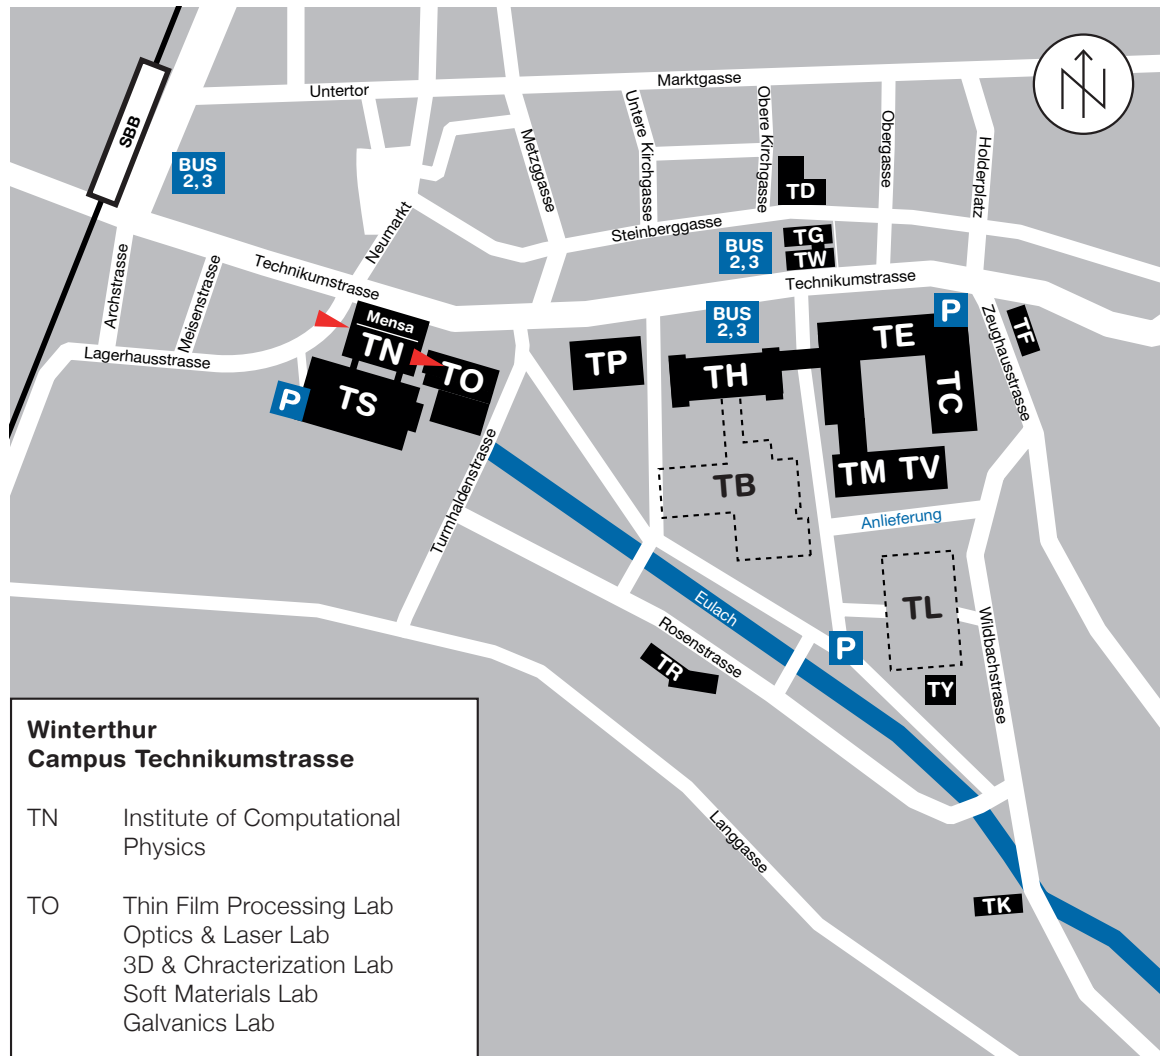 SBB
BUS
2,3
Untertor
Marktgasse
Metzggasse
Untere Kirchgasse
Obere Kirchgasse
Obergasse
Holderplatz
N
TD
Steinberggasse
TG
TW
BUS
2,3
Neumarkt
Technikumstrasse
Technikumstrasse
Archstrasse
Meisenstrasse
Lagerhausstrasse
Mensa
TN
TO
TS
P
TP
BUS
2,3
TH
TE
P
TC
TF
Zeughausstrasse
TM TV
TB
Anlieferung
Turmhaldenstrasse
Eulach
Rosenstrasse
TR
P
TL
TY
Wildbachstrasse
Langgasse
TK
Winterthur
Campus Technikumstrasse
TN Institute of Computational
Physics
TO Thin Film Processing Lab
Optics & Laser Lab
3D & Chracterization Lab
Soft Materials Lab
Galvanics Lab